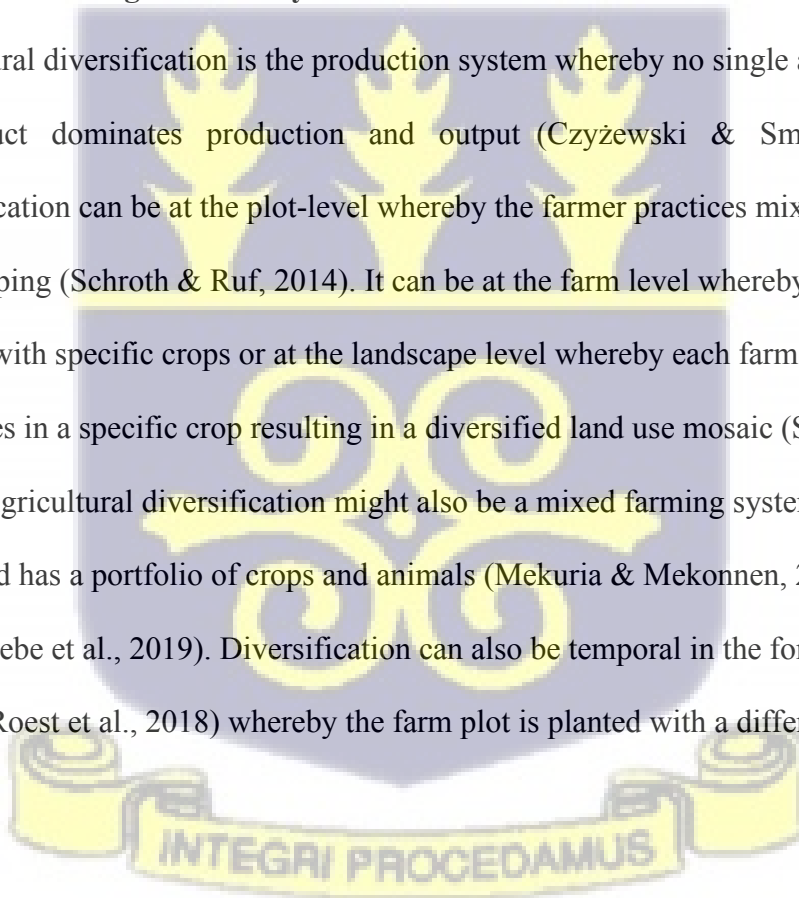 ral diversification is the production system whereby no single a
ct dominates production and output (Czyżewski & Sm
cation can be at the plot-level whereby the farmer practices mix
ping (Schroth & Ruf, 2014). It can be at the farm level whereby
with specific crops or at the landscape level whereby each farm
es in a specific crop resulting in a diversified land use mosaic (S
gricultural diversification might also be a mixed farming system
d has a portfolio of crops and animals (Mekuria & Mekonnen, 2
ebe et al., 2019). Diversification can also be temporal in the for
Roest et al., 2018) whereby the farm plot is planted with a differ
INTEGRI PROCEDAMUS